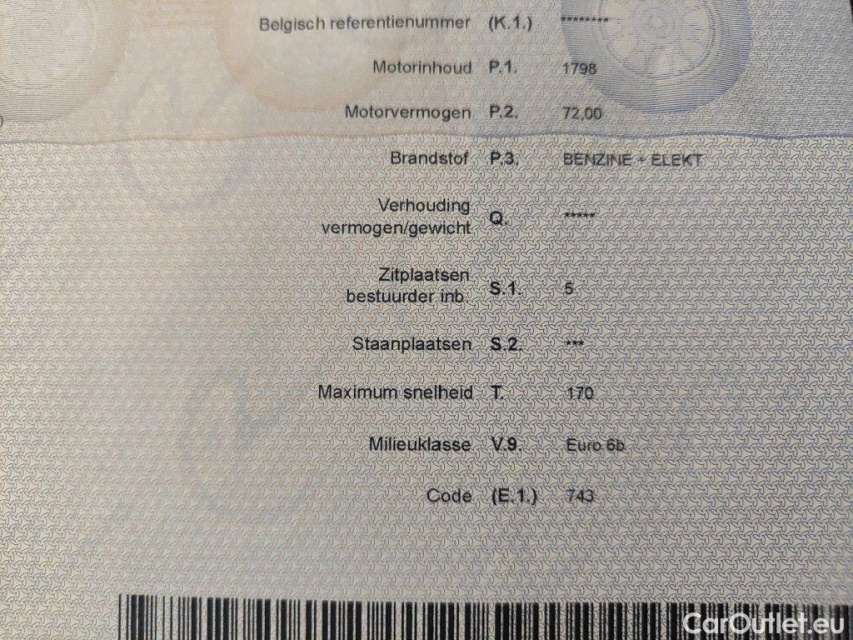 Belgisch referentienummer (K.1.) ********
Motorinhoud P.1. 1798
Motorvermogen P.2. 72,00
Brandstof P.3. BENZINE + ELEKT
Verhouding
vermogen/gewicht Q. *****
Zitplaatsen
bestuurder inb. S.1. 5
Staanplaatsen S.2. ***
Maximum snelheid T. 170
Milieuklasse V.9. Euro 6b
Code (E.1.) 743
CarOutlet.eu